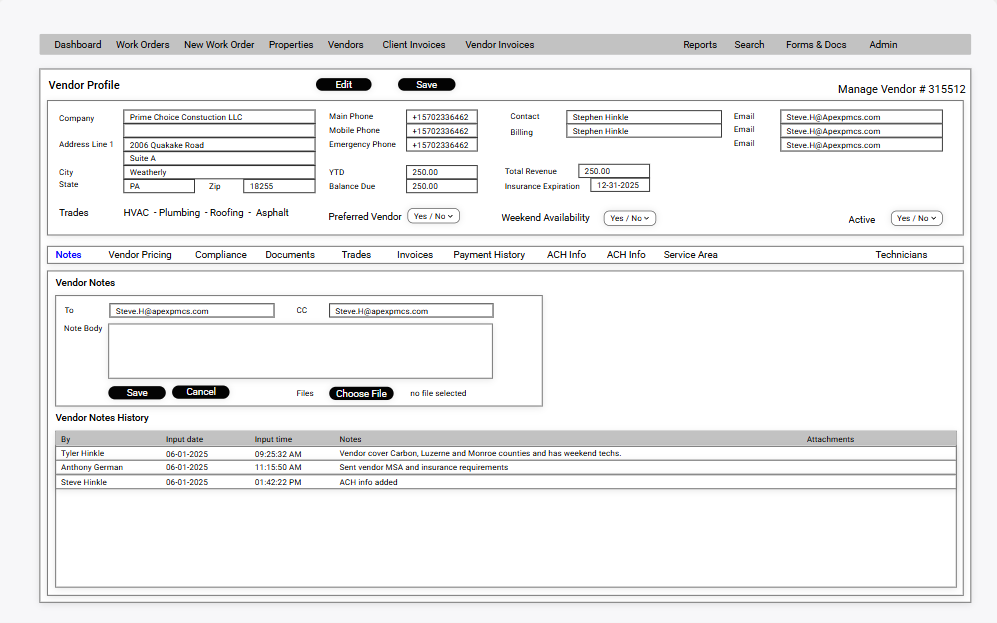 Dashboard Work Orders New Work Order Properties Vendors Client Invoices Vendor Invoices Reports Search Forms & Docs Admin
Vendor Profile Edit Save Manage Vendor # 315512
Company Prime Choice Constuction LLC Main Phone +15702336462 Contact Stephen Hinkle Email Steve.H@Apexpmcs.com
Mobile Phone +15702336462 Billing Stephen Hinkle Email Steve.H@Apexpmcs.com
Address Line 1 2006 Quakake Road Emergency Phone +15702336462 Email Steve.H@Apexpmcs.com
Suite A
City Weatherly YTD 250.00 Total Revenue 250.00
State PA Zip 18255 Balance Due 250.00 Insurance Expiration 12-31-2025
Trades HVAC - Plumbing - Roofing - Asphalt Preferred Vendor Yes / No Weekend Availability Yes / No Active Yes / No
Notes Vendor Pricing Compliance Documents Trades Invoices Payment History ACH Info ACH Info Service Area Technicians
Vendor Notes
To Steve.H@apexpmcs.com CC Steve.H@apexpmcs.com
Note Body
Save Cancel Files Choose File no file selected
Vendor Notes History
By Input date Input time Notes Attachments
Tyler Hinkle 06-01-2025 09:25:32 AM Vendor cover Carbon, Luzerne and Monroe counties and has weekend techs.
Anthony German 06-01-2025 11:15:50 AM Sent vendor MSA and insurance requirements
Steve Hinkle 06-01-2025 01:42:22 PM ACH info added